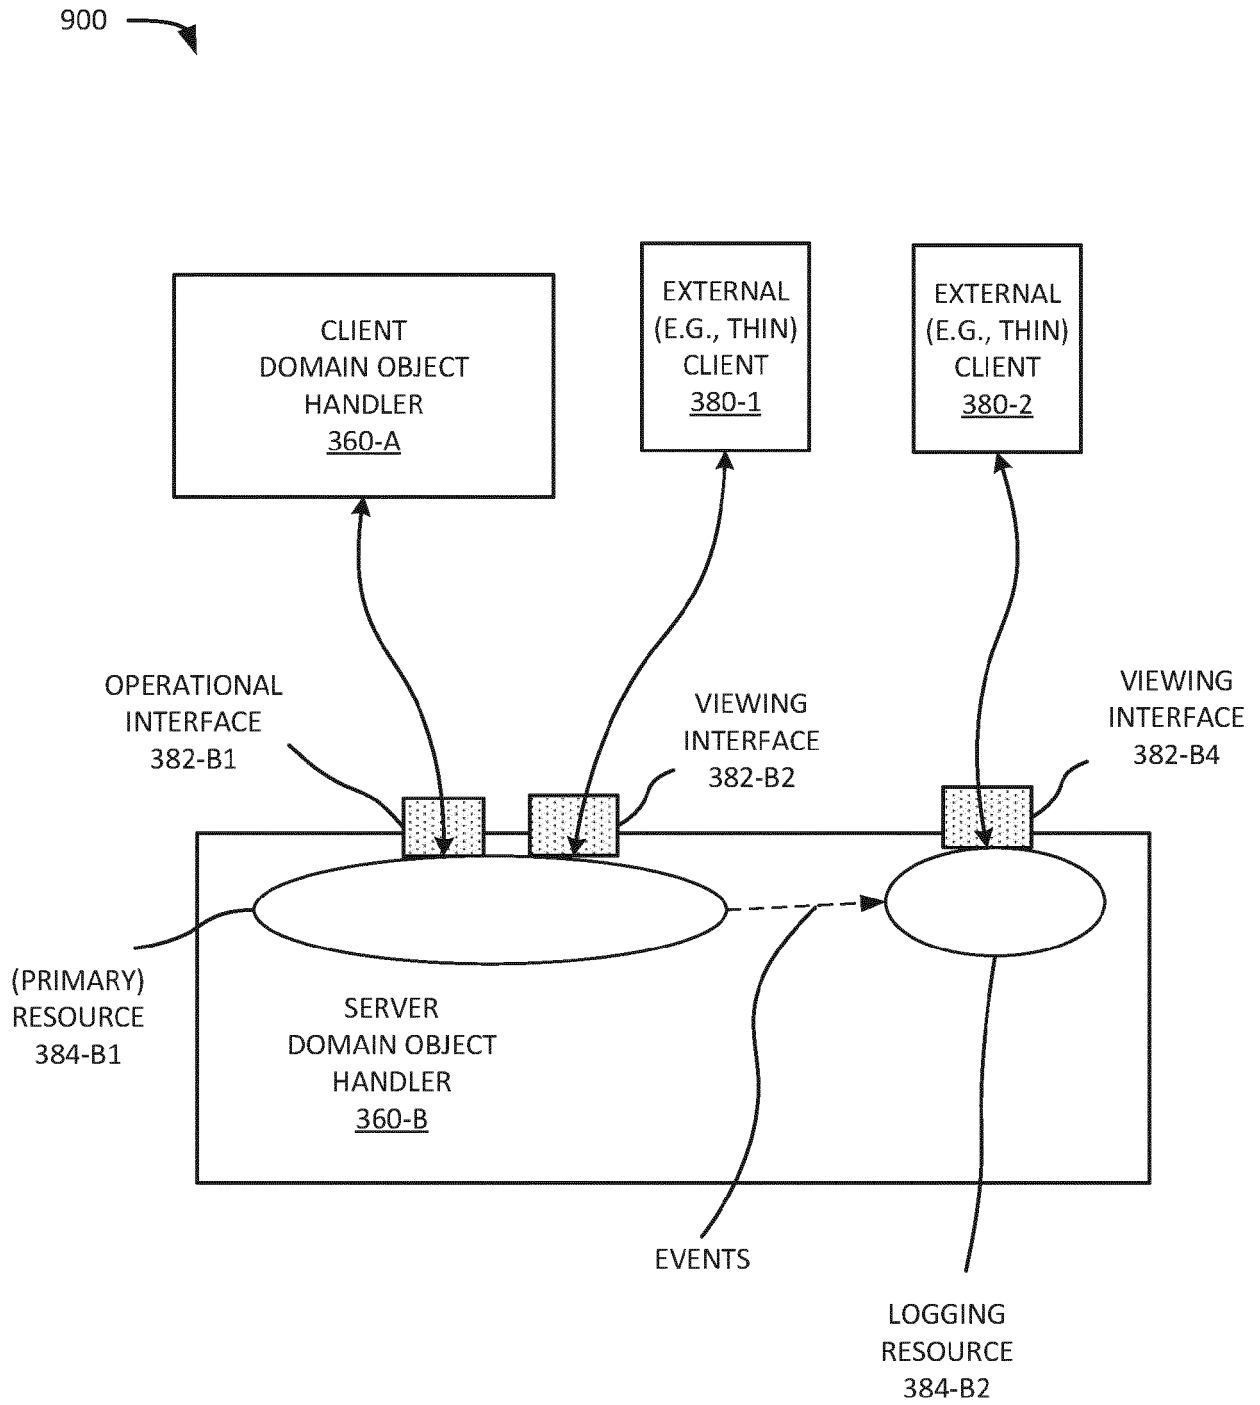 900
CLIENT
DOMAIN OBJECT
HANDLER
360-A
EXTERNAL
(E.G., THIN)
CLIENT
380-1
EXTERNAL
(E.G., THIN)
CLIENT
380-2
OPERATIONAL
INTERFACE
382-B1
VIEWING
INTERFACE
382-B2
VIEWING
INTERFACE
382-B4
(PRIMARY)
RESOURCE
384-B1
SERVER
DOMAIN OBJECT
HANDLER
360-B
EVENTS
LOGGING
RESOURCE
384-B2